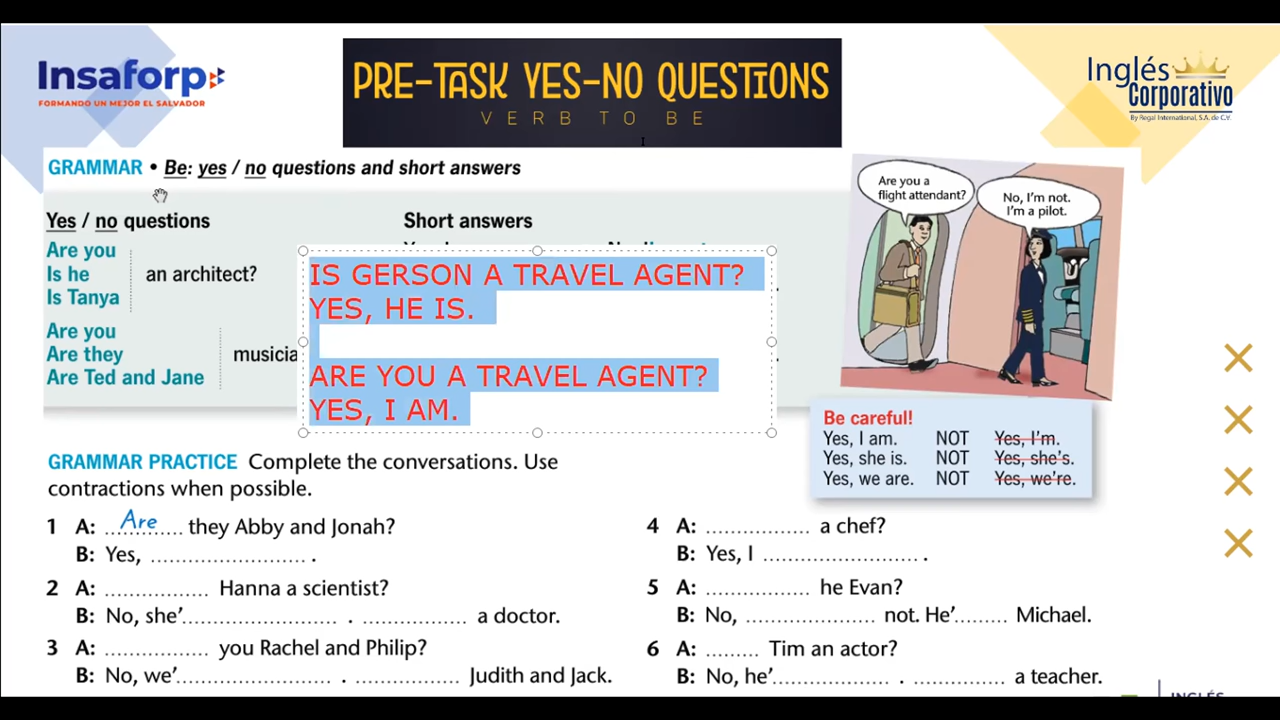 Insaforp
FORMANDO UN MEJOR EL SALVADOR
PRE-TASK YES-NO QUESTIONS
VERB TO BE
Inglés
Corporativo
By Regal International, S.A. de C.V.
GRAMMAR • Be: yes / no questions and short answers
Yes / no questions
Short answers
Are you
Is he
Is Tanya
an architect?
Are you
Are they
Are Ted and Jane
IS GERSON A TRAVEL AGENT?
YES, HE IS.
ARE YOU A TRAVEL AGENT?
YES, I AM.
Are you a
flight attendant?
No, I'm not.
I'm a pilot.
Be careful!
Yes, I am. NOT Yes, I'm.
Yes, she is. NOT Yes, she's.
Yes, we are. NOT Yes, we're.
GRAMMAR PRACTICE Complete the conversations. Use
contractions when possible.
1 A: Are they Abby and Jonah?
B: Yes, .............................. .
2 A: .................... Hanna a scientist?
B: No, she'.............................. . .................... a doctor.
3 A: .................... you Rachel and Philip?
B: No, we'.............................. . .................... Judith and Jack.
4 A: .................... a chef?
B: Yes, I .............................. .
5 A: .................... he Evan?
B: No, ......................... not. He'.......... Michael.
6 A: .......... Tim an actor?
B: No, he'...................... . .................. a teacher.